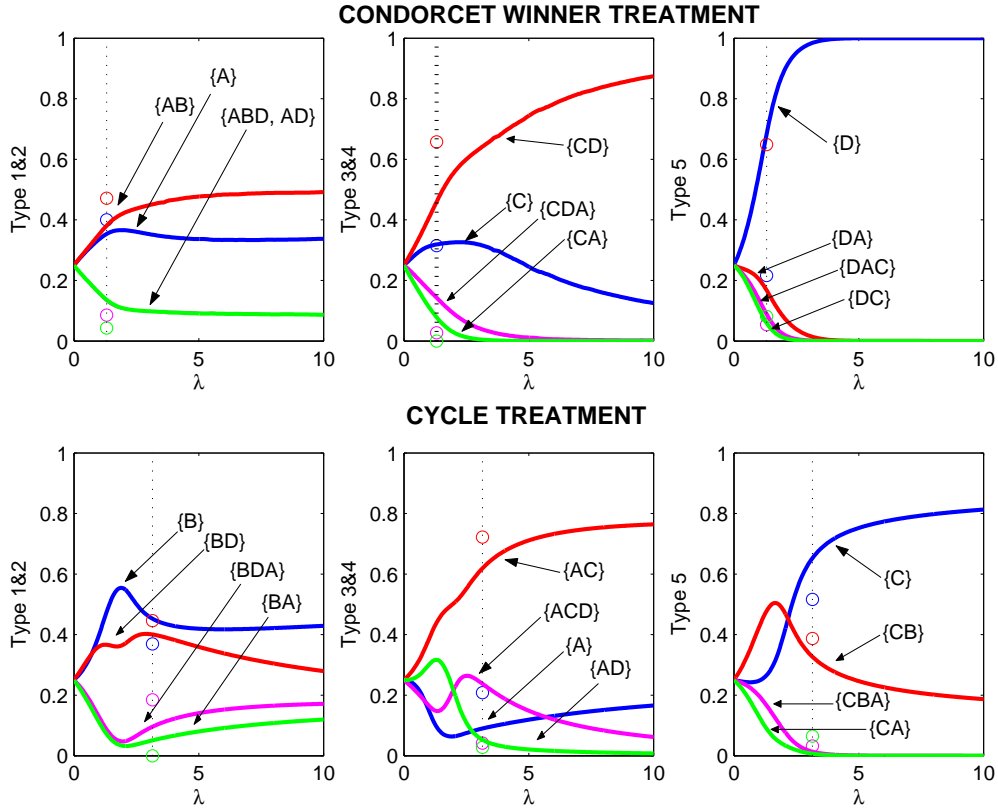 CONDORCET WINNER TREATMENT
1
0.8
0.6
0.4
0.2
0
0
5
10
λ
Type 1&2
{AB}
{A}
{ABD, AD}
1
0.8
0.6
0.4
0.2
0
0
5
10
λ
Type 3&4
{CD}
{C}
{CDA}
{CA}
1
0.8
0.6
0.4
0.2
0
0
5
10
λ
Type 5
{D}
{DA}
{DAC}
{DC}
CYCLE TREATMENT
1
0.8
0.6
0.4
0.2
0
0
5
10
λ
Type 1&2
{B}
{BD}
{BDA}
{BA}
1
0.8
0.6
0.4
0.2
0
0
5
10
λ
Type 3&4
{AC}
{ACD}
{A}
{AD}
1
0.8
0.6
0.4
0.2
0
0
5
10
λ
Type 5
{C}
{CB}
{CBA}
{CA}